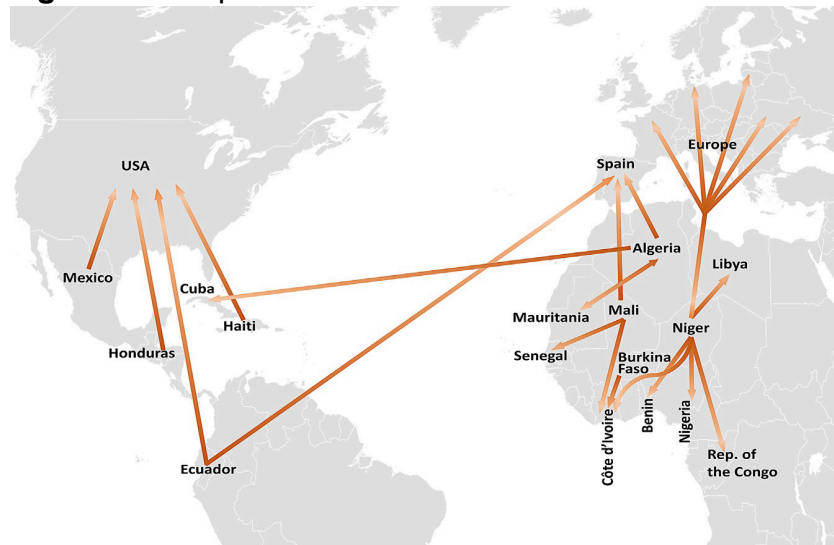 USA
Mexico
Honduras
Cuba
Haiti
Ecuador
Spain
Europe
Algeria
Libya
Mauritania
Mali
Senegal
Niger
Burkina
Faso
Côte d'Ivoire
Benin
Nigeria
Rep. of
the Congo